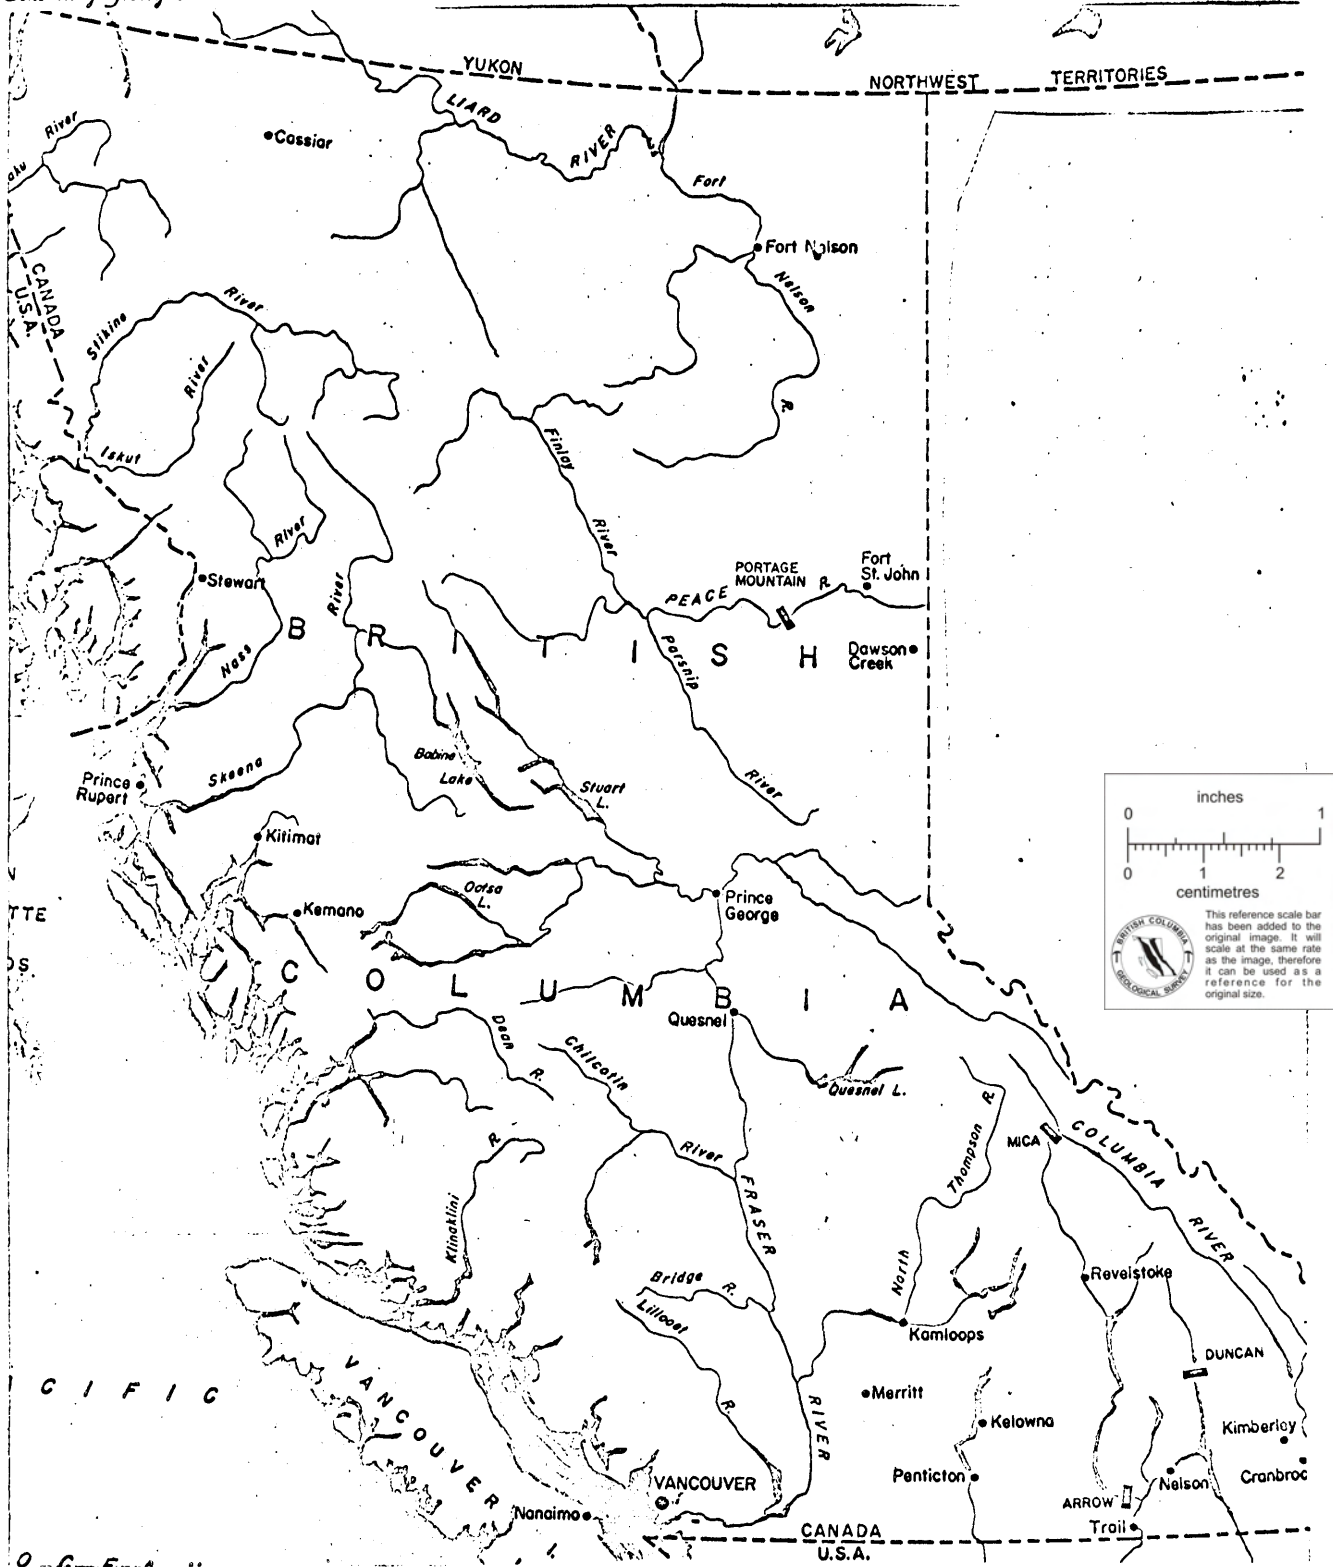 YUKON
NORTHWEST TERRITORIES
LIARD
RIVER
River
Cassiar
Fort
Fort Nelson
Nelson
R.
CANADA
U.S.A.
Stikine
River
River
Iskut
Finlay
River
River
River
Stewart
Nass
PORTAGE
MOUNTAIN
PEACE
R.
Fort
St. John
Dawson
Creek
Parsnip
River
BRITISH
Babine
Lake
Stuart
L.
Skeena
Prince
Rupert
Kitimat
Kemano
Ootsa
L.
Prince
George
COLUMBIA
Quesnel
Quesnel L.
Dean
R.
Chilcotin
River
FRASER
RIVER
R.
Klinaklini
Bridge R.
Lillooet
R.
North
Thompson
R.
MICA
COLUMBIA
RIVER
Revelstoke
Kamloops
DUNCAN
Merritt
Kelowna
Kimberley
Penticton
Nelson
ARROW
Trail
CIFIC
VANCOUVER
I.
VANCOUVER
Nanaimo
CANADA
U.S.A.
inches
0 1
0 1 2
centimetres
BRITISH COLUMBIA
GEOLOGICAL SURVEY
This reference scale bar
has been added to the
original image. It will
scale at the same rate
as the image, therefore
it can be used as a
reference for the
original size.